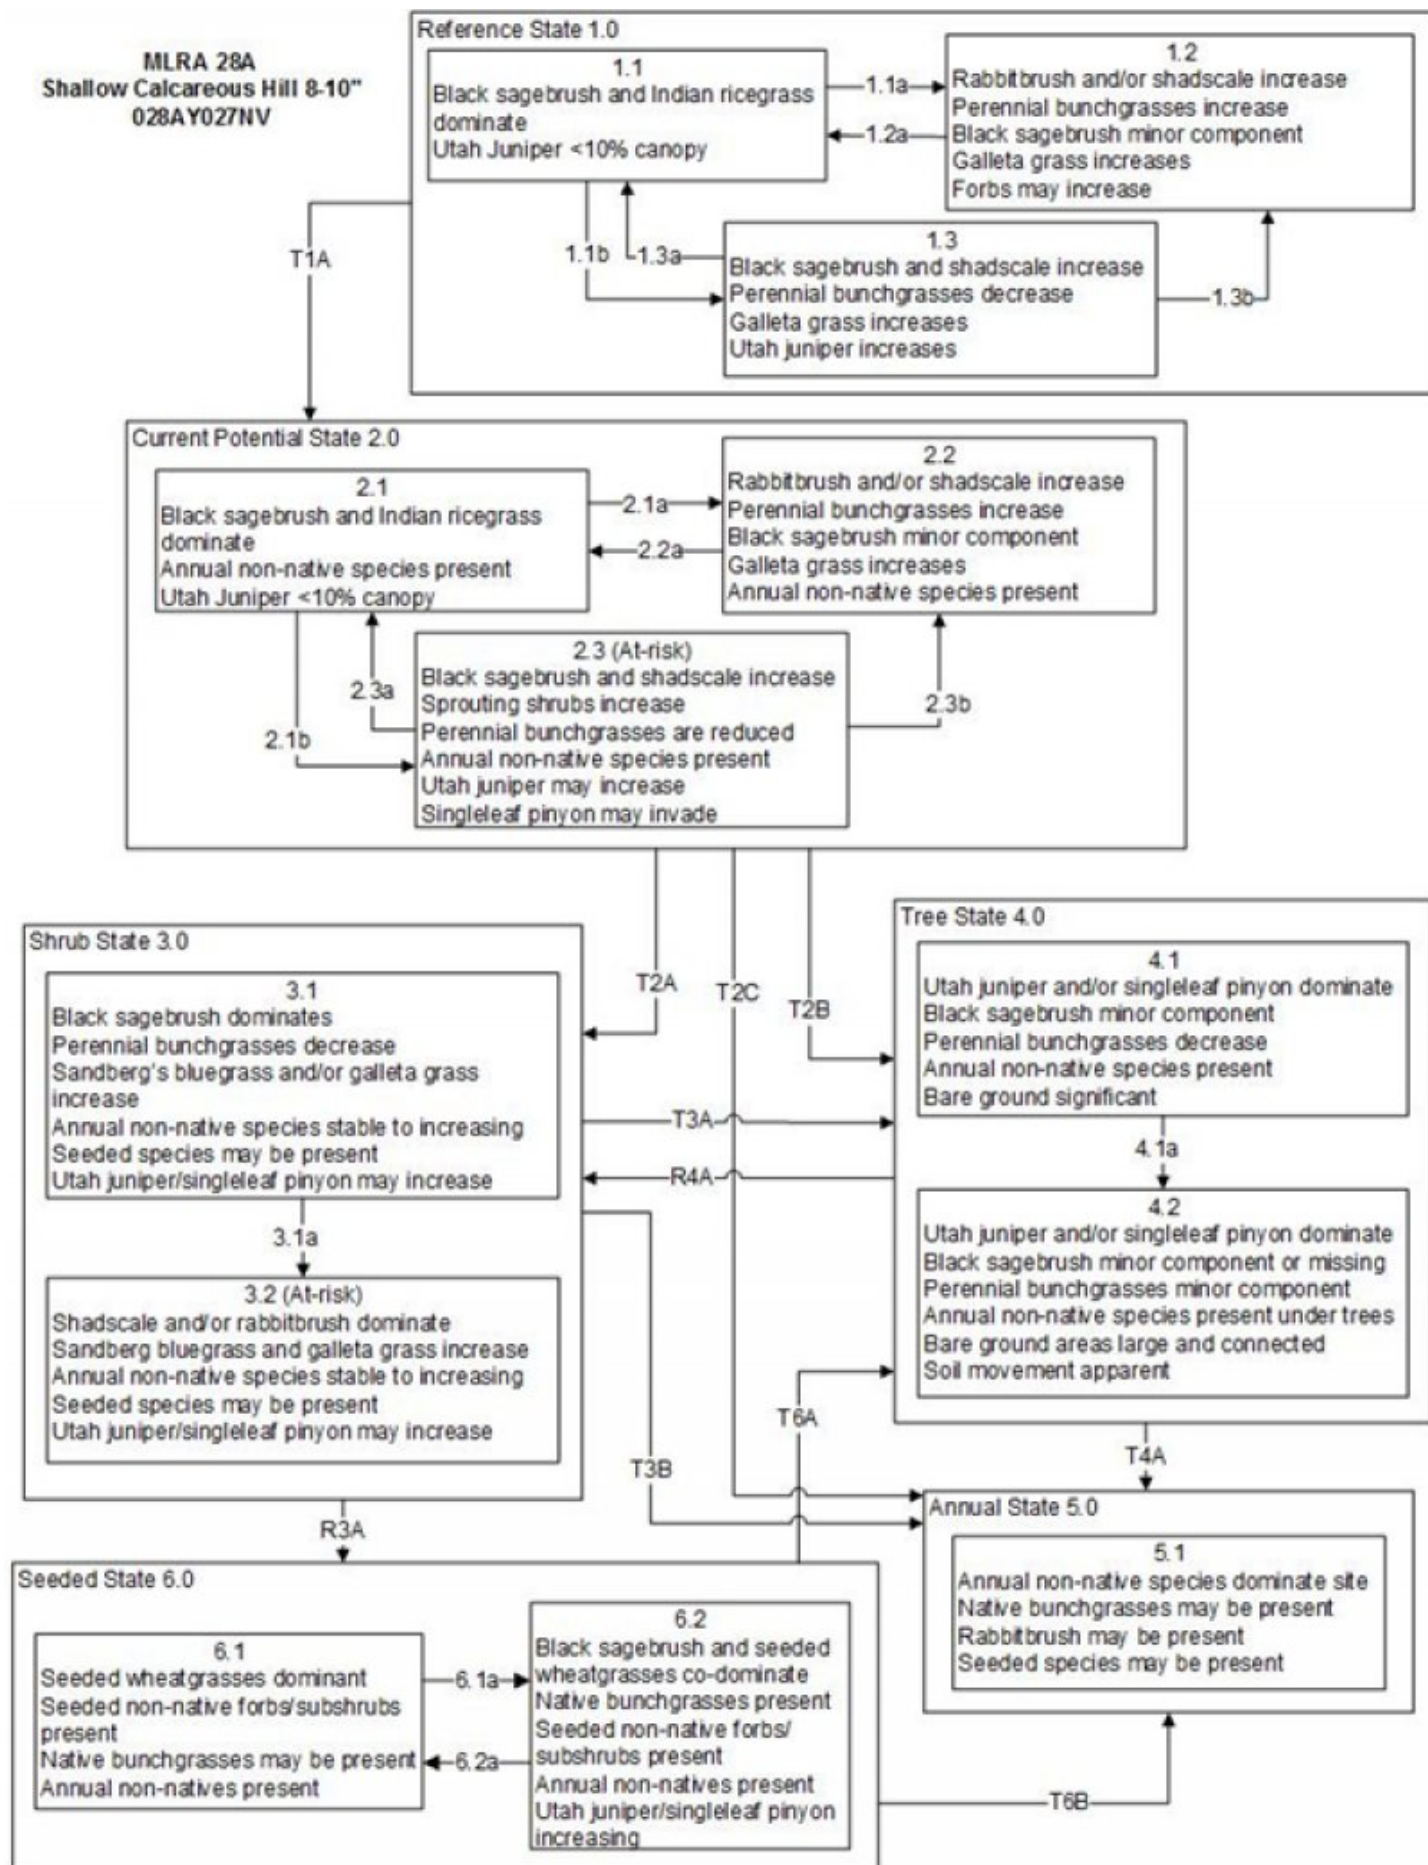 MLRA 28A
Shallow Calcareous Hill 8-10"
028AY027NV
Reference State 1.0
1.1
Black sagebrush and Indian ricegrass
dominate
Utah Juniper <10% canopy
1.1a
1.2a
1.2
Rabbitbrush and/or shadscale increase
Perennial bunchgrasses increase
Black sagebrush minor component
Galleta grass increases
Forbs may increase
1.1b
1.3a
1.3
Black sagebrush and shadscale increase
Perennial bunchgrasses decrease
Galleta grass increases
Utah juniper increases
1.3b
T1A
Current Potential State 2.0
2.1
Black sagebrush and Indian ricegrass
dominate
Annual non-native species present
Utah Juniper <10% canopy
2.1a
2.2a
2.2
Rabbitbrush and/or shadscale increase
Perennial bunchgrasses increase
Black sagebrush minor component
Galleta grass increases
Annual non-native species present
2.1b
2.3a
2.3 (At-risk)
Black sagebrush and shadscale increase
Sprouting shrubs increase
Perennial bunchgrasses are reduced
Annual non-native species present
Utah juniper may increase
Singleleaf pinyon may invade
2.3b
T2A
T2C
T2B
Shrub State 3.0
3.1
Black sagebrush dominates
Perennial bunchgrasses decrease
Sandberg's bluegrass and/or galleta grass
increase
Annual non-native species stable to increasing
Seeded species may be present
Utah juniper/singleleaf pinyon may increase
3.1a
3.2 (At-risk)
Shadscale and/or rabbitbrush dominate
Sandberg bluegrass and galleta grass increase
Annual non-native species stable to increasing
Seeded species may be present
Utah juniper/singleleaf pinyon may increase
T3A
R4A
T3B
R3A
Tree State 4.0
4.1
Utah juniper and/or singleleaf pinyon dominate
Black sagebrush minor component
Perennial bunchgrasses decrease
Annual non-native species present
Bare ground significant
4.1a
4.2
Utah juniper and/or singleleaf pinyon dominate
Black sagebrush minor component or missing
Perennial bunchgrasses minor component
Annual non-native species present under trees
Bare ground areas large and connected
Soil movement apparent
T6A
T4A
Annual State 5.0
5.1
Annual non-native species dominate site
Native bunchgrasses may be present
Rabbitbrush may be present
Seeded species may be present
Seeded State 6.0
6.1
Seeded wheatgrasses dominant
Seeded non-native forbs/subshrubs
present
Native bunchgrasses may be present
Annual non-natives present
6.1a
6.2a
6.2
Black sagebrush and seeded
wheatgrasses co-dominate
Native bunchgrasses present
Seeded non-native forbs/
subshrubs present
Annual non-natives present
Utah juniper/singleleaf pinyon
increasing
T6B